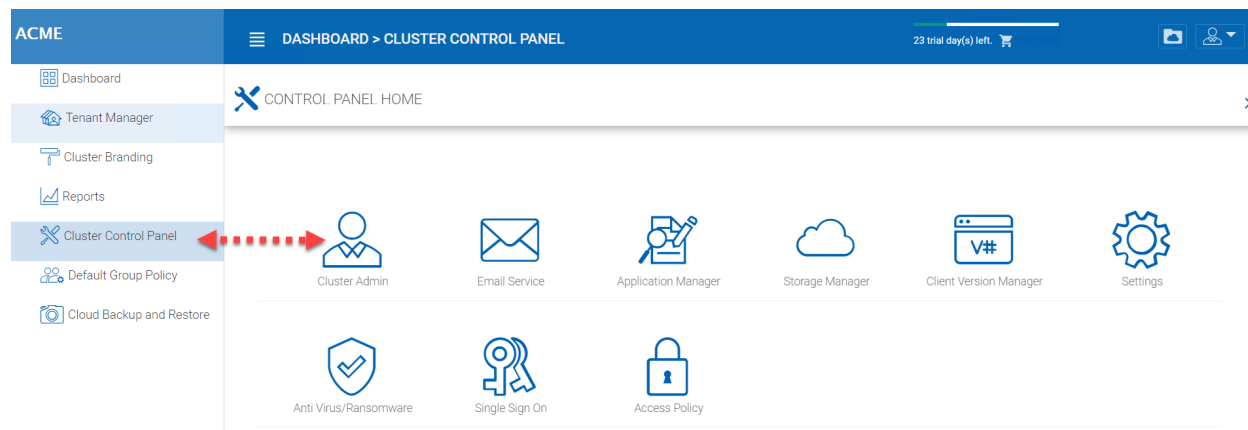 ACME
DASHBOARD > CLUSTER CONTROL PANEL
23 trial day(s) left.
Dashboard
Tenant Manager
Cluster Branding
Reports
Cluster Control Panel
Default Group Policy
Cloud Backup and Restore
CONTROL PANEL HOME
Cluster Admin
Email Service
Application Manager
Storage Manager
V#
Client Version Manager
Settings
Anti Virus/Ransomware
Single Sign On
Access Policy